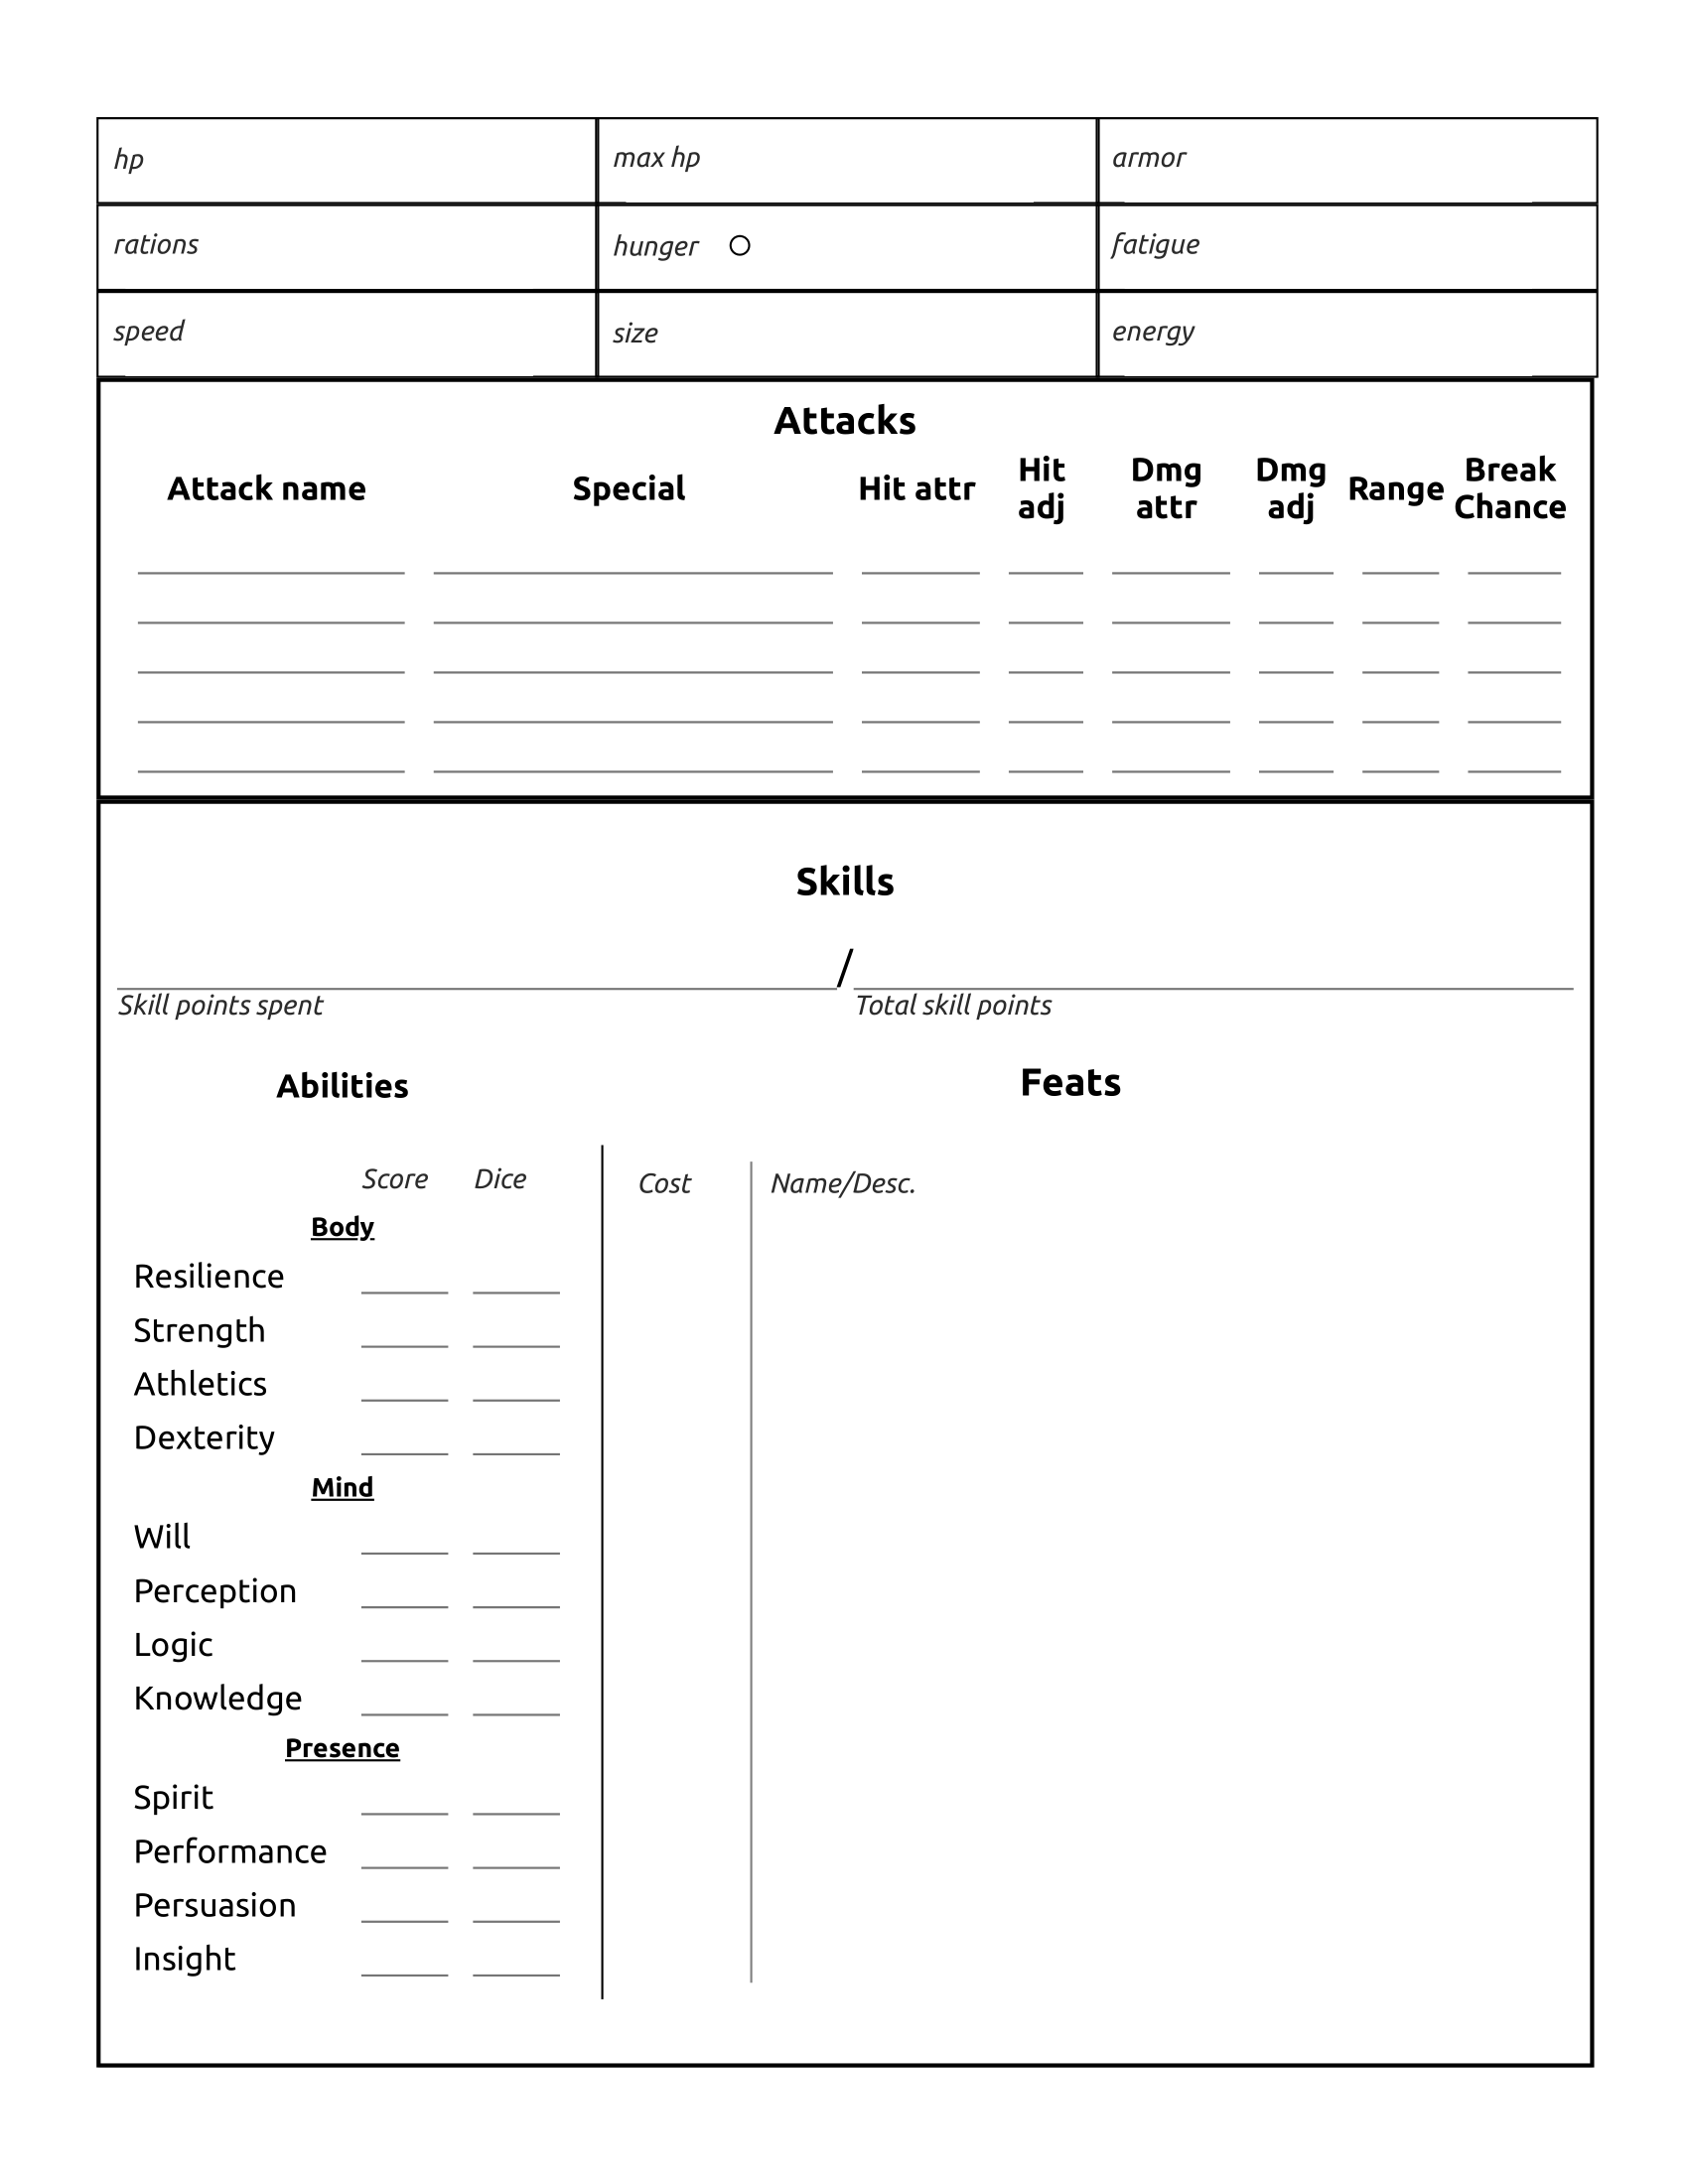 hp max hp armor
rations hunger fatigue
speed size energy
Attacks
Attack name Special Hit attr Hit adj Dmg attr Dmg adj Range Break Chance
Skills
/
Skill points spent Total skill points
Abilities Feats
Score Dice Cost Name/Desc.
Body
Resilience
Strength
Athletics
Dexterity
Mind
Will
Perception
Logic
Knowledge
Presence
Spirit
Performance
Persuasion
Insight